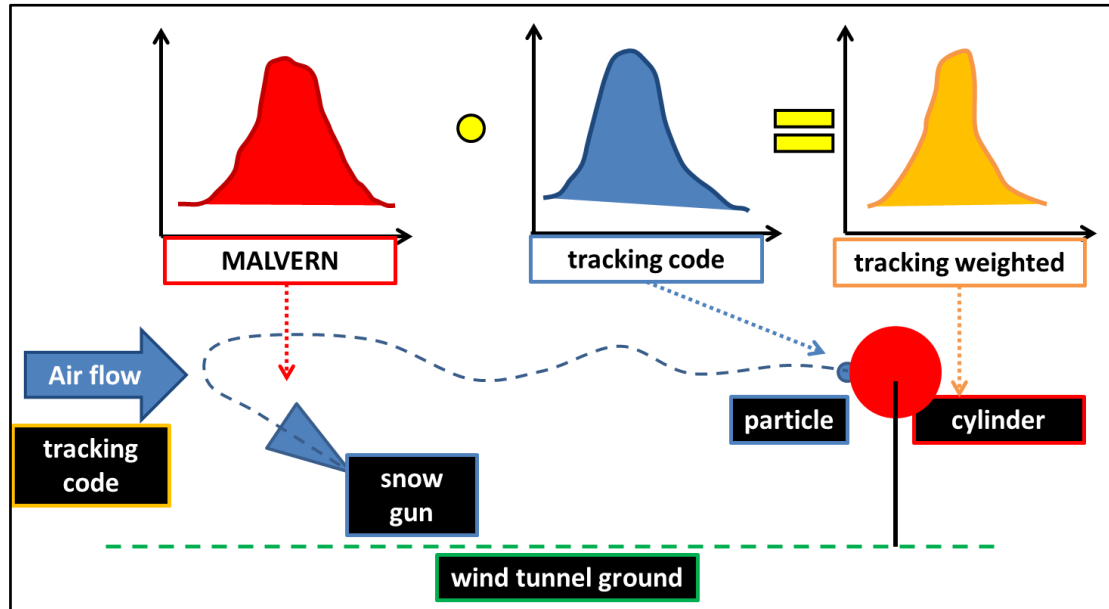 MALVERN
tracking code
tracking weighted
Air flow
tracking
code
snow
gun
particle
cylinder
wind tunnel ground